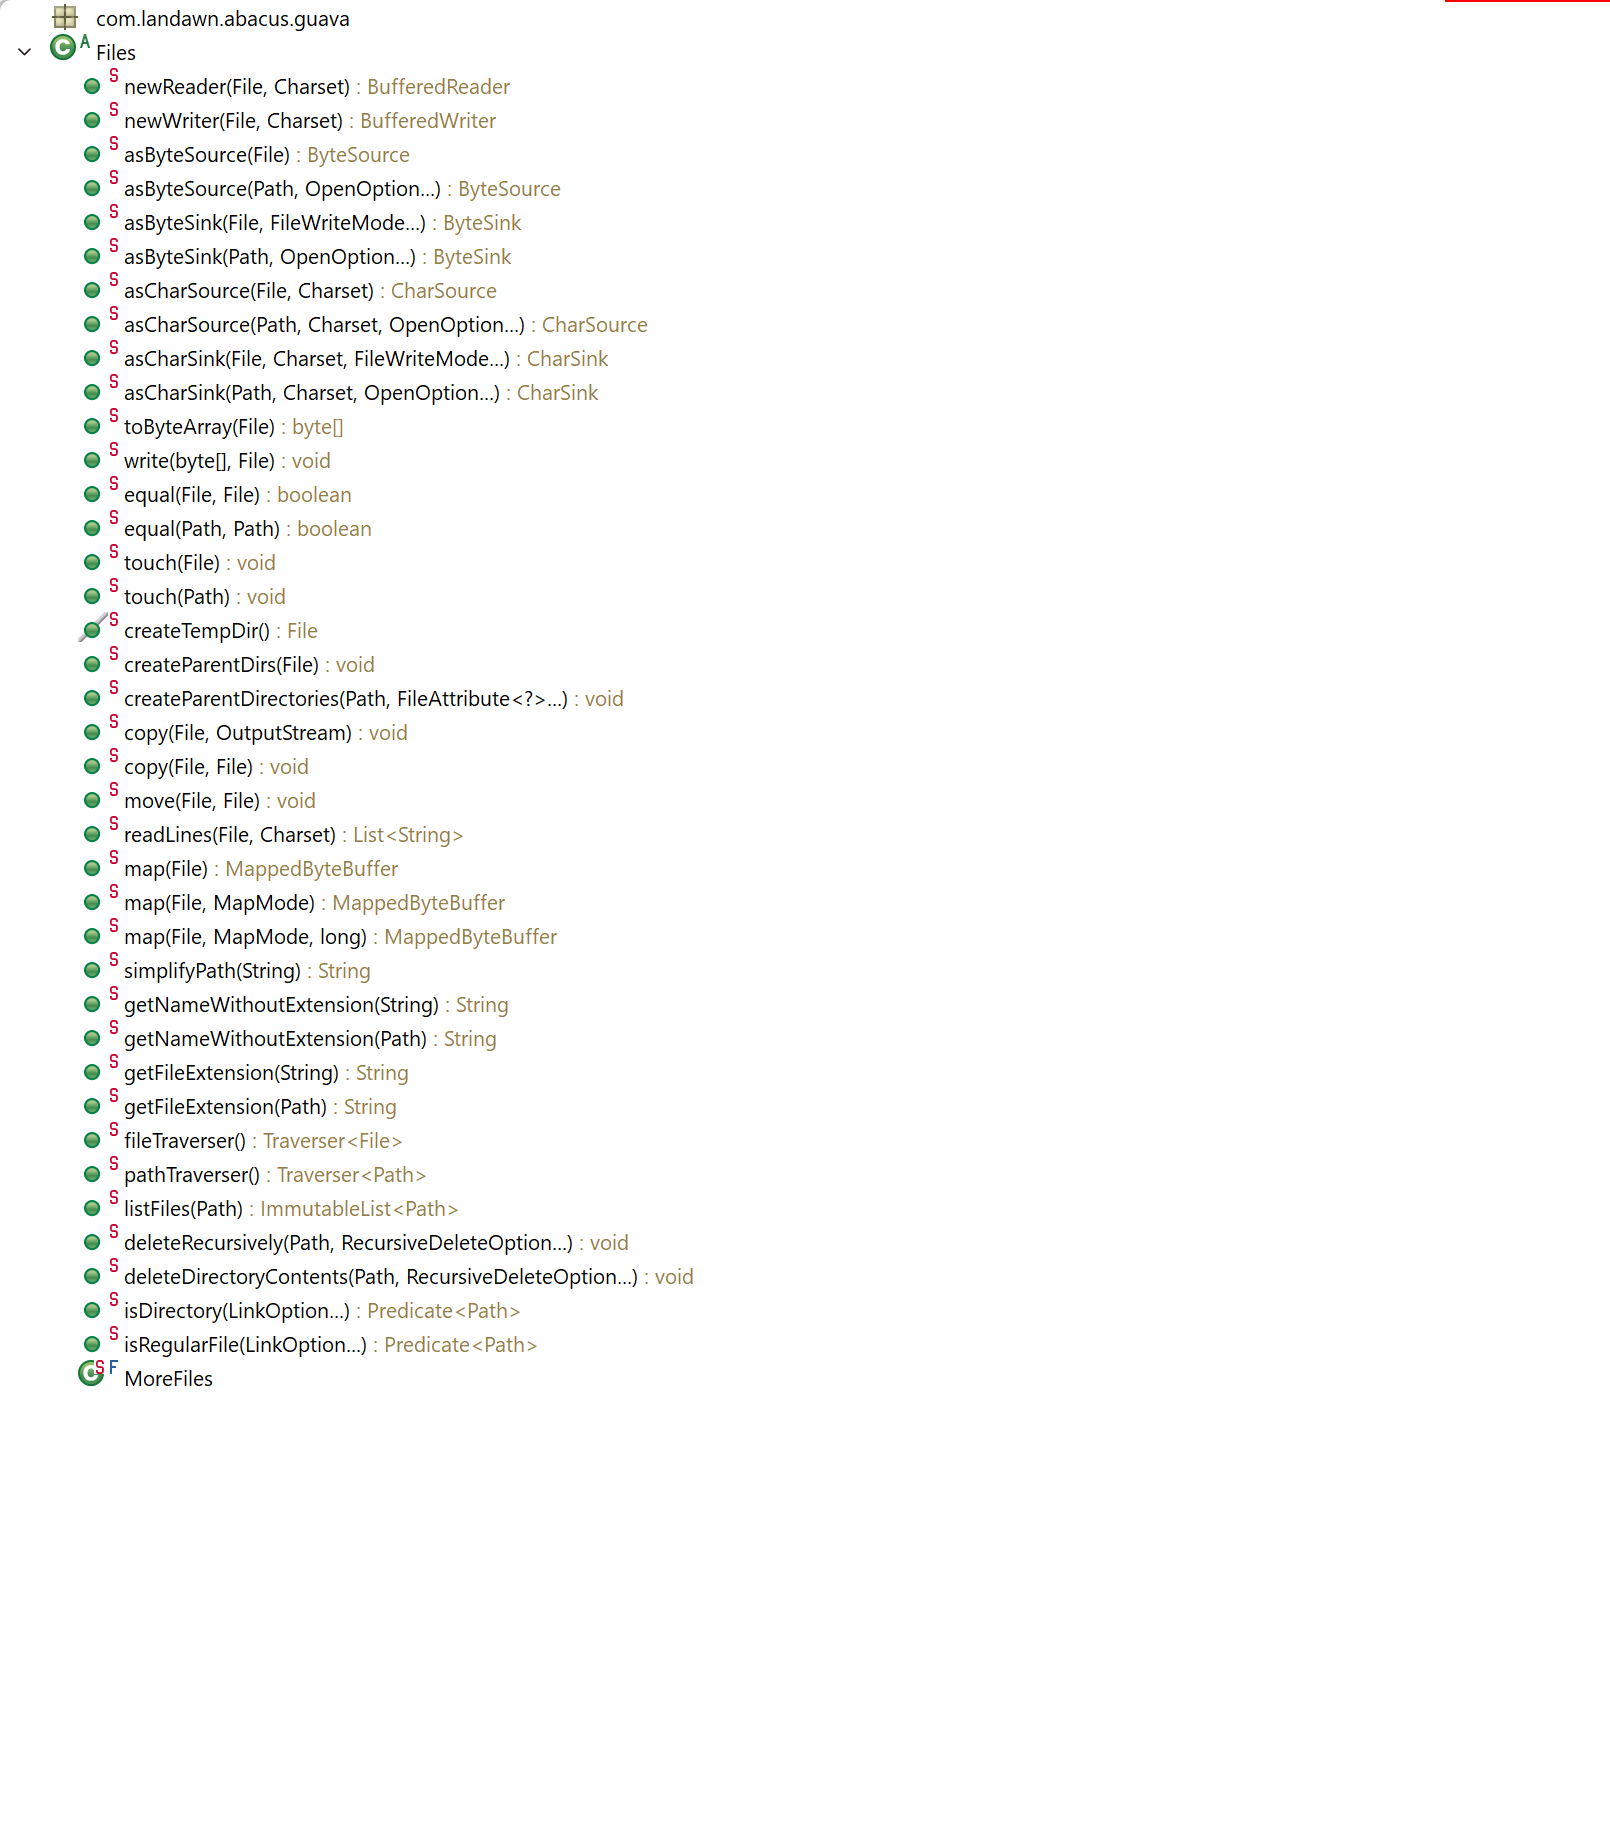 com.landawn.abacus.guava
Files
newReader(File, Charset) : BufferedReader
newWriter(File, Charset) : BufferedWriter
asByteSource(File) : ByteSource
asByteSource(Path, OpenOption...) : ByteSource
asByteSink(File, FileWriteMode...) : ByteSink
asByteSink(Path, OpenOption...) : ByteSink
asCharSource(File, Charset) : CharSource
asCharSource(Path, Charset, OpenOption...) : CharSource
asCharSink(File, Charset, FileWriteMode...) : CharSink
asCharSink(Path, Charset, OpenOption...) : CharSink
toByteArray(File) : byte[]
write(byte[], File) : void
equal(File, File) : boolean
equal(Path, Path) : boolean
touch(File) : void
touch(Path) : void
createTempDir() : File
createParentDirs(File) : void
createParentDirectories(Path, FileAttribute<?>...) : void
copy(File, OutputStream) : void
copy(File, File) : void
move(File, File) : void
readLines(File, Charset) : List<String>
map(File) : MappedByteBuffer
map(File, MapMode) : MappedByteBuffer
map(File, MapMode, long) : MappedByteBuffer
simplifyPath(String) : String
getNameWithoutExtension(String) : String
getNameWithoutExtension(Path) : String
getFileExtension(String) : String
getFileExtension(Path) : String
fileTraverser() : Traverser<File>
pathTraverser() : Traverser<Path>
listFiles(Path) : ImmutableList<Path>
deleteRecursively(Path, RecursiveDeleteOption...) : void
deleteDirectoryContents(Path, RecursiveDeleteOption...) : void
isDirectory(LinkOption...) : Predicate<Path>
isRegularFile(LinkOption...) : Predicate<Path>
MoreFiles